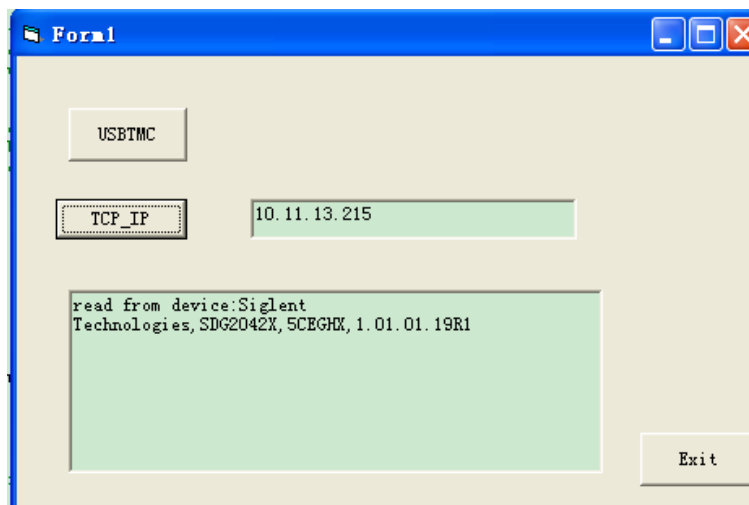 Form1
USBTMC
TCP_IP
10.11.13.215
read from device:Siglent
Technologies,SDG2042X,5CEGHX,1.01.01.19R1
Exit